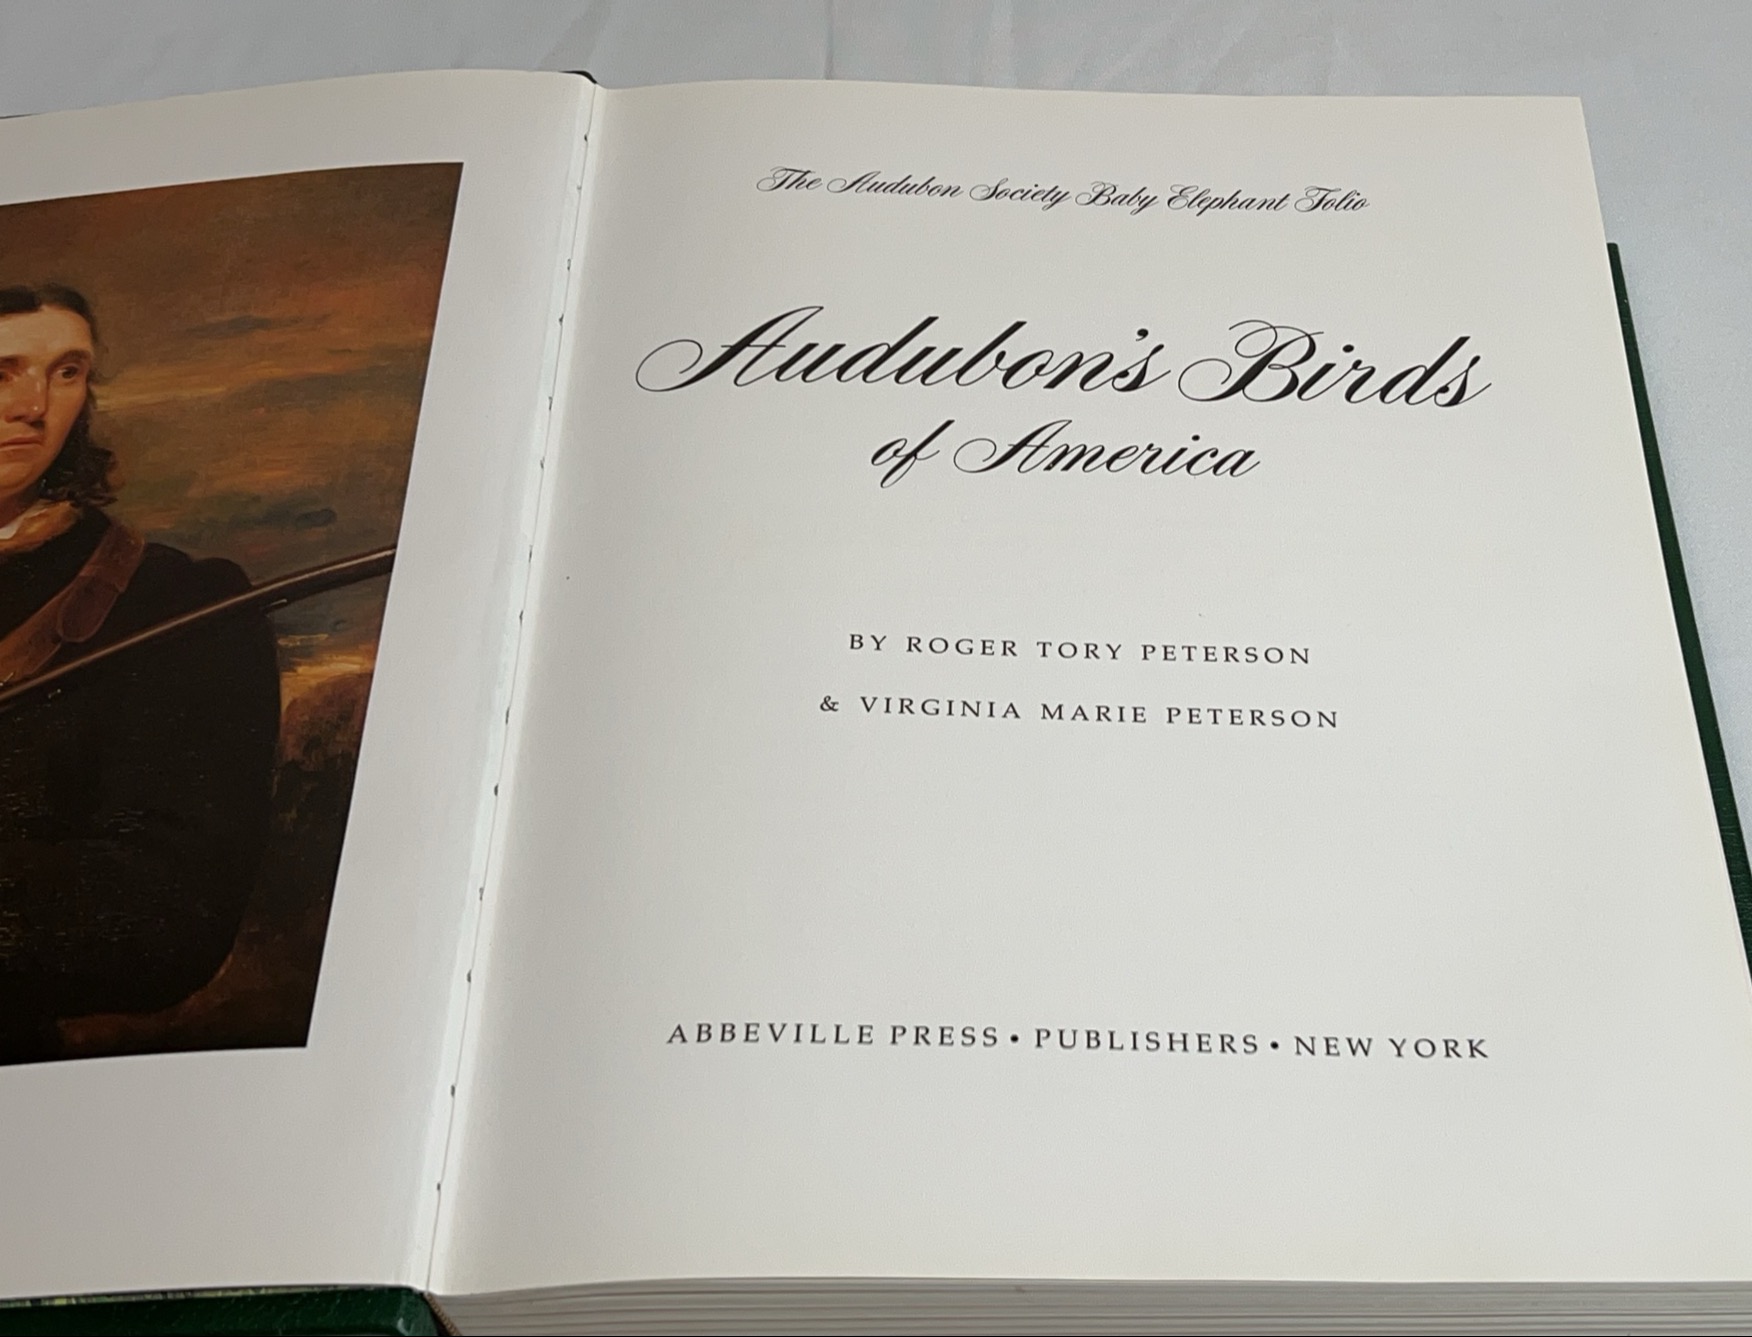 The Audubon Society Baby Elephant Folio
Audubon's Birds
of America
BY ROGER TORY PETERSON
& VIRGINIA MARIE PETERSON
ABBEVILLE PRESS • PUBLISHERS • NEW YORK